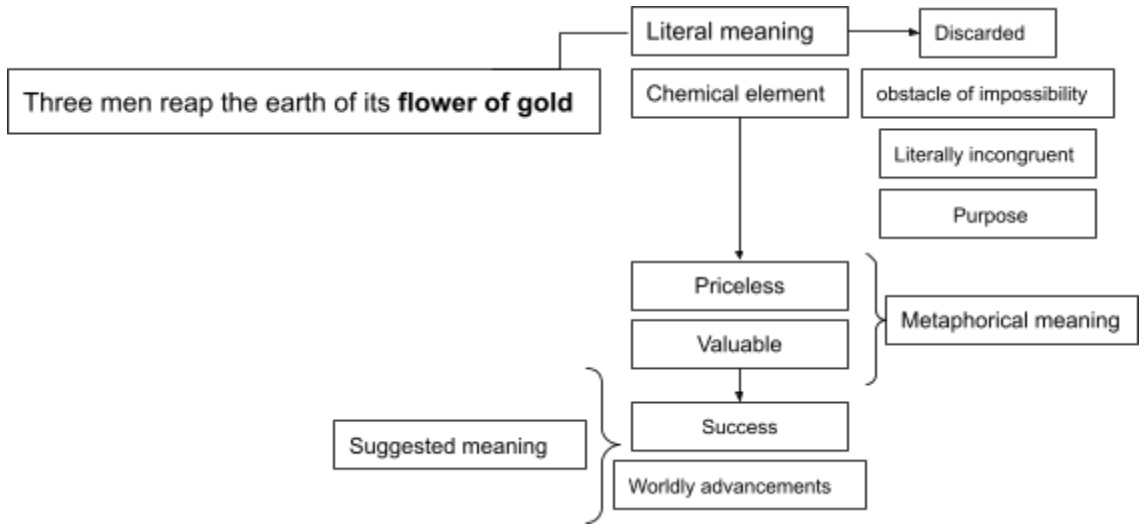 Literal meaning
Discarded
Three men reap the earth of its flower of gold
Chemical element
obstacle of impossibility
Literally incongruent
Purpose
Priceless
Metaphorical meaning
Valuable
Success
Suggested meaning
Worldly advancements